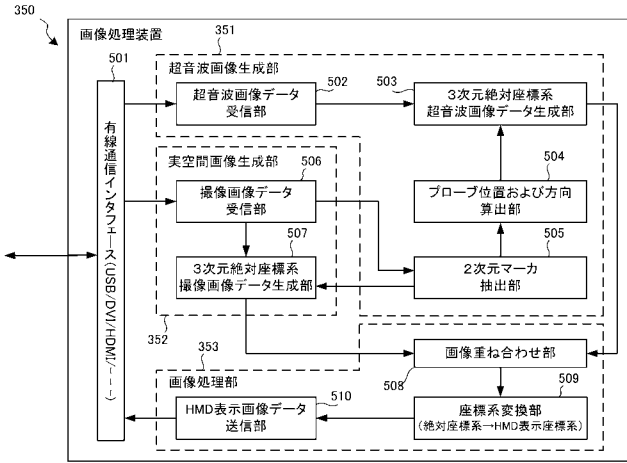 350
画像処理装置
501
有線通信インタフェース(USB/DVI/HDMI/---)
351
超音波画像生成部
502
超音波画像データ
受信部
503
3次元絶対座標系
超音波画像データ生成部
504
プローブ位置および方向
算出部
505
2次元マーカ
抽出部
実空間画像生成部
506
撮像画像データ
受信部
507
3次元絶対座標系
撮像画像データ生成部
352
353
画像処理部
画像重ね合わせ部
508
509
座標系変換部
(絶対座標系→HMD表示座標系)
510
HMD表示画像データ
送信部